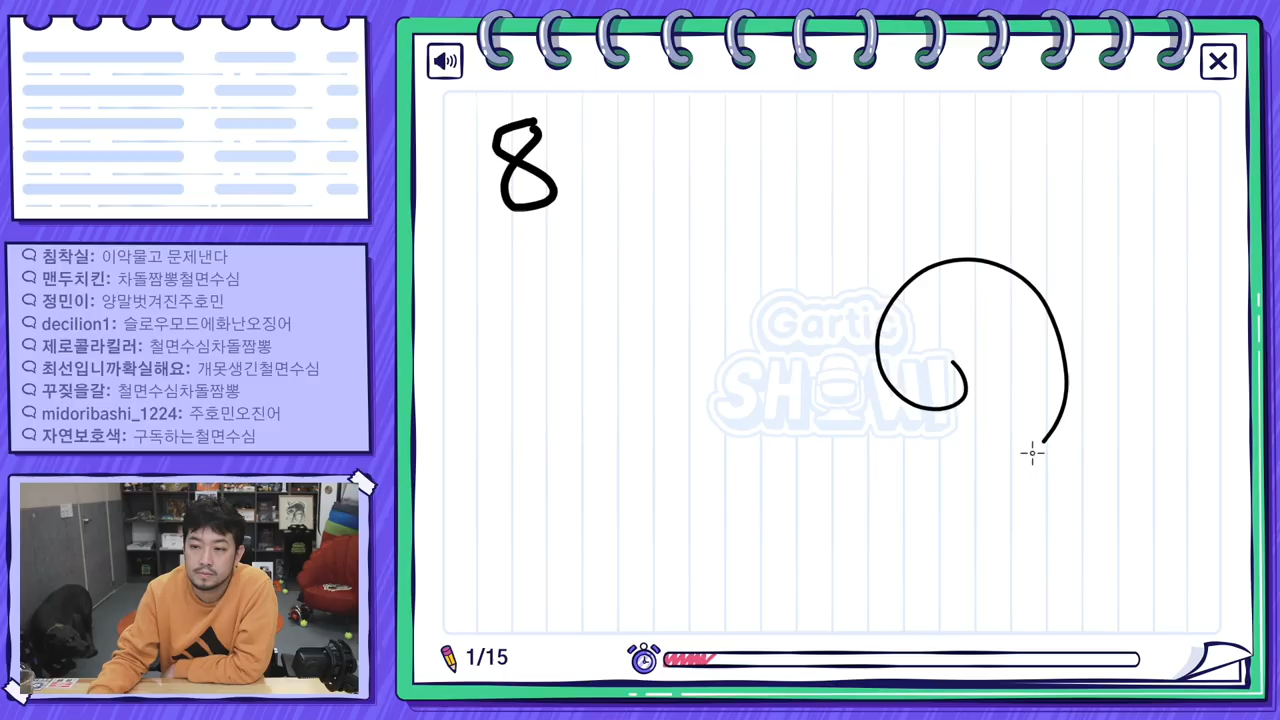 침착실: 이악물고 문제낸다
맨두치킨: 차돌짬뽕철면수심
정민이: 양말벗겨진주호민
decilion1: 슬로우모드에화난오징어
제로콜라킬러: 철면수심차돌짬뽕
최선입니까확실해요: 개못생긴철면수심
꾸짖을갈: 철면수심차돌짬뽕
midoribashi_1224: 주호민오진어
자연보호색: 구독하는철면수심
8
Gartic
SHOW!
1/15